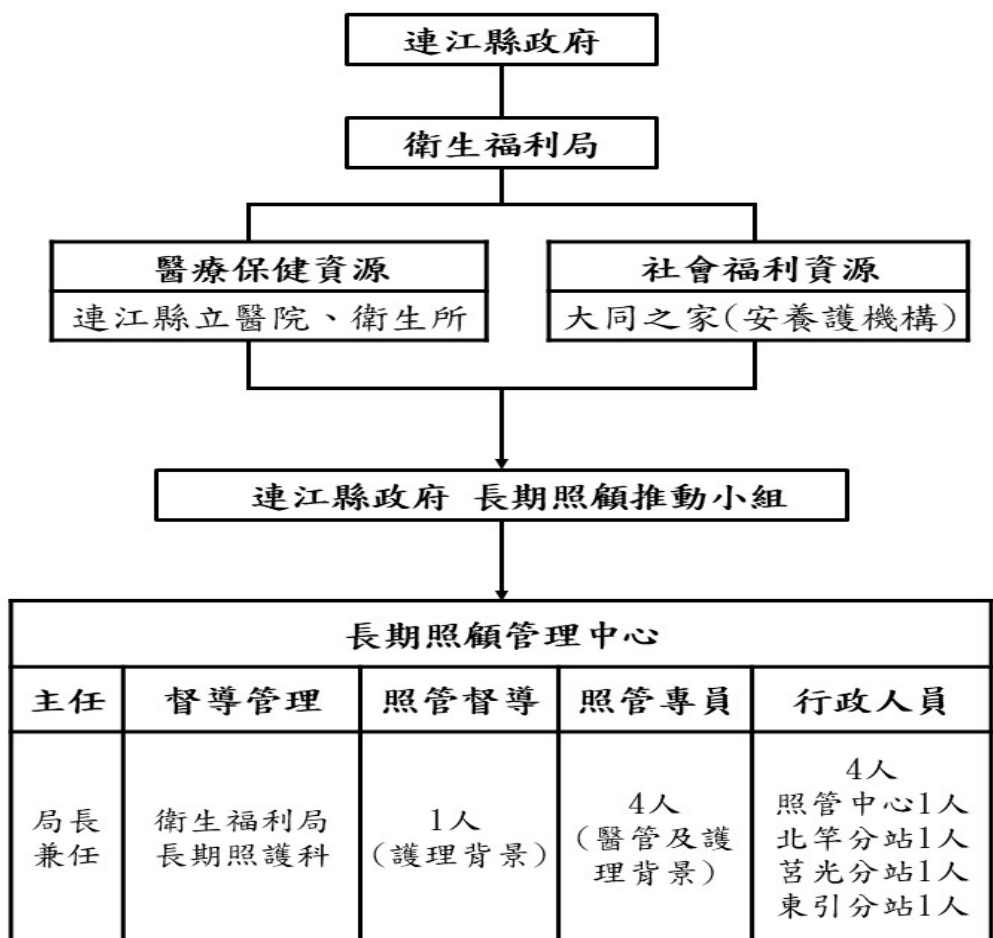 連江縣政府
衛生福利局
醫療保健資源
連江縣立醫院、衛生所
社會福利資源
大同之家(安養護機構)
連江縣政府 長期照顧推動小組
長期照顧管理中心
主任
督導管理
照管督導
照管專員
行政人員
局長
兼任
衛生福利局
長期照護科
1人
(護理背景)
4人
(醫管及護
理背景)
4人
照管中心1人
北竿分站1人
莒光分站1人
東引分站1人